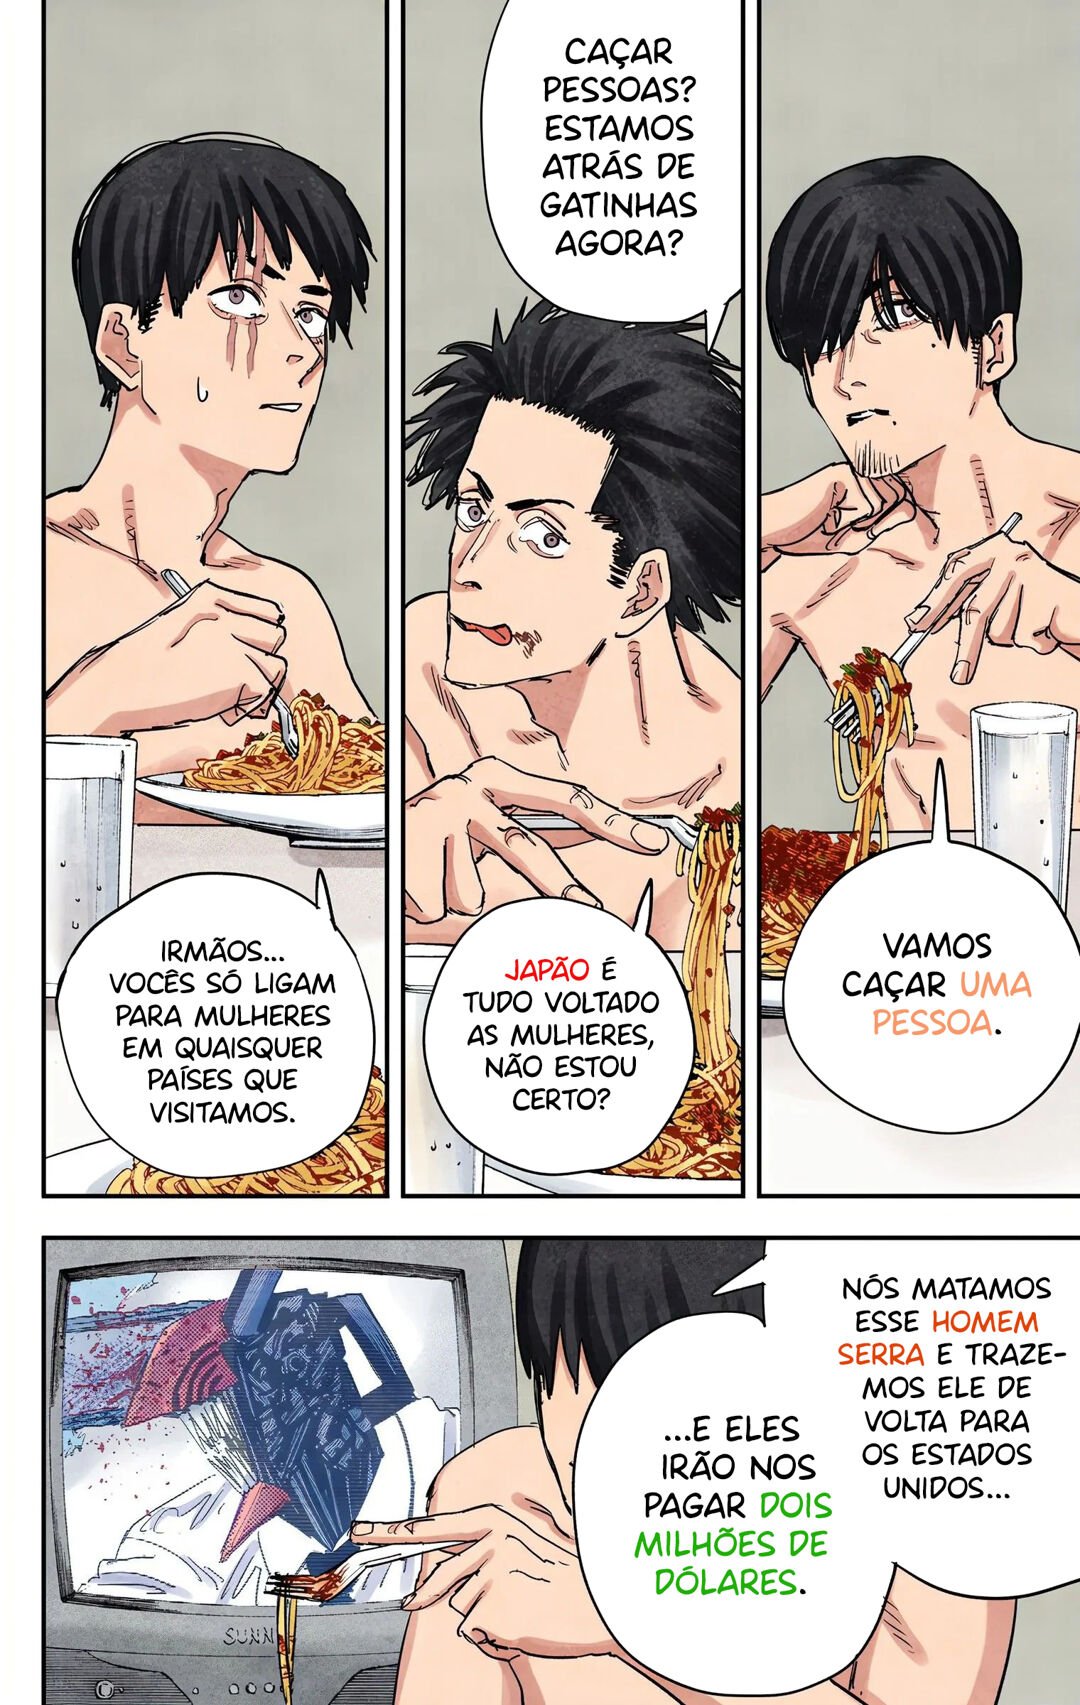 CAÇAR
PESSOAS?
ESTAMOS
ATRÁS DE
GATINHAS
AGORA?
IRMÃOS...
VOCÊS SÓ LIGAM
PARA MULHERES
EM QUAISQUER
PAÍSES QUE
VISITAMOS.
JAPÃO É
TUDO VOLTADO
AS MULHERES,
NÃO ESTOU
CERTO?
VAMOS
CAÇAR UMA
PESSOA.
NÓS MATAMOS
ESSE HOMEM
SERRA E TRAZE-
MOS ELE DE
VOLTA PARA
OS ESTADOS
UNIDOS...
...E ELES
IRÃO NOS
PAGAR DOIS
MILHÕES DE
DÓLARES.